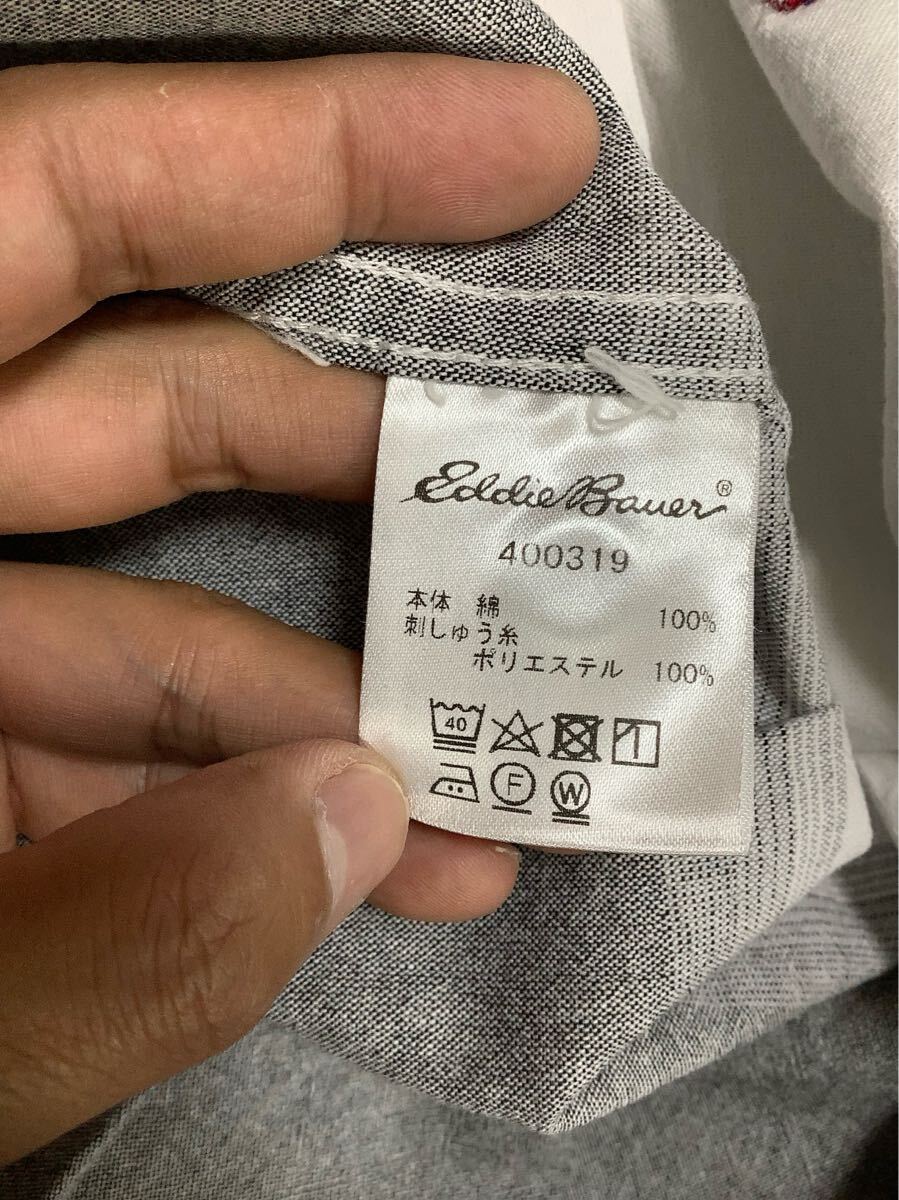 Eddie Bauer®
400319
本体 綿 100%
刺しゅう糸
ポリエステル 100%
40
F
W